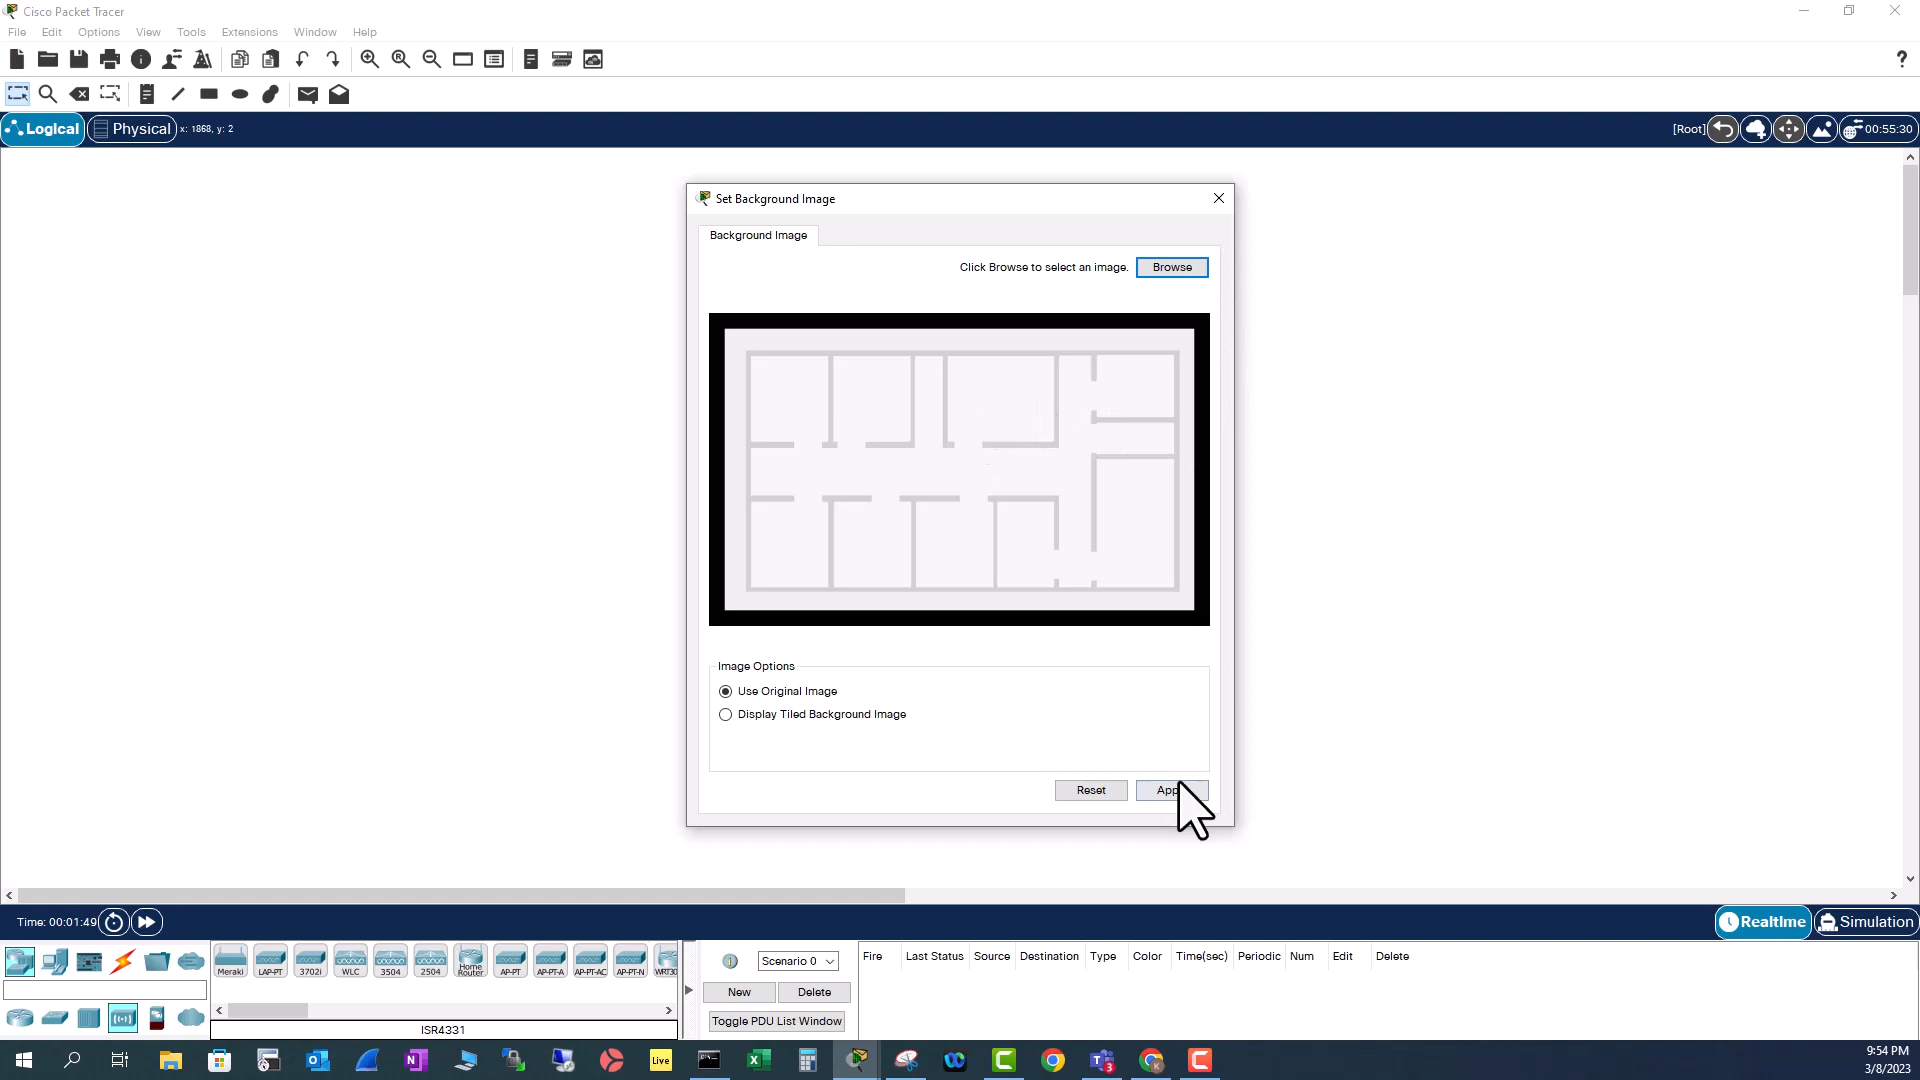 Cisco Packet Tracer
File Edit Options View Tools Extensions Window Help
Logical Physical x: 1868, y: 2 [Root] 00:55:30
Set Background Image
Background Image
Click Browse to select an image. Browse
Image Options
Use Original Image
Display Tiled Background Image
Reset App
Time: 00:01:49 Realtime Simulation
Meraki LAP-PT 3702i WLC 3504 2504 Home Router AP-PT AP-PT-A AP-PT-AC AP-PT-N WRT30
ISR4331
Scenario 0
New Delete
Toggle PDU List Window
Fire Last Status Source Destination Type Color Time(sec) Periodic Num Edit Delete
Live
9:54 PM
3/8/2023